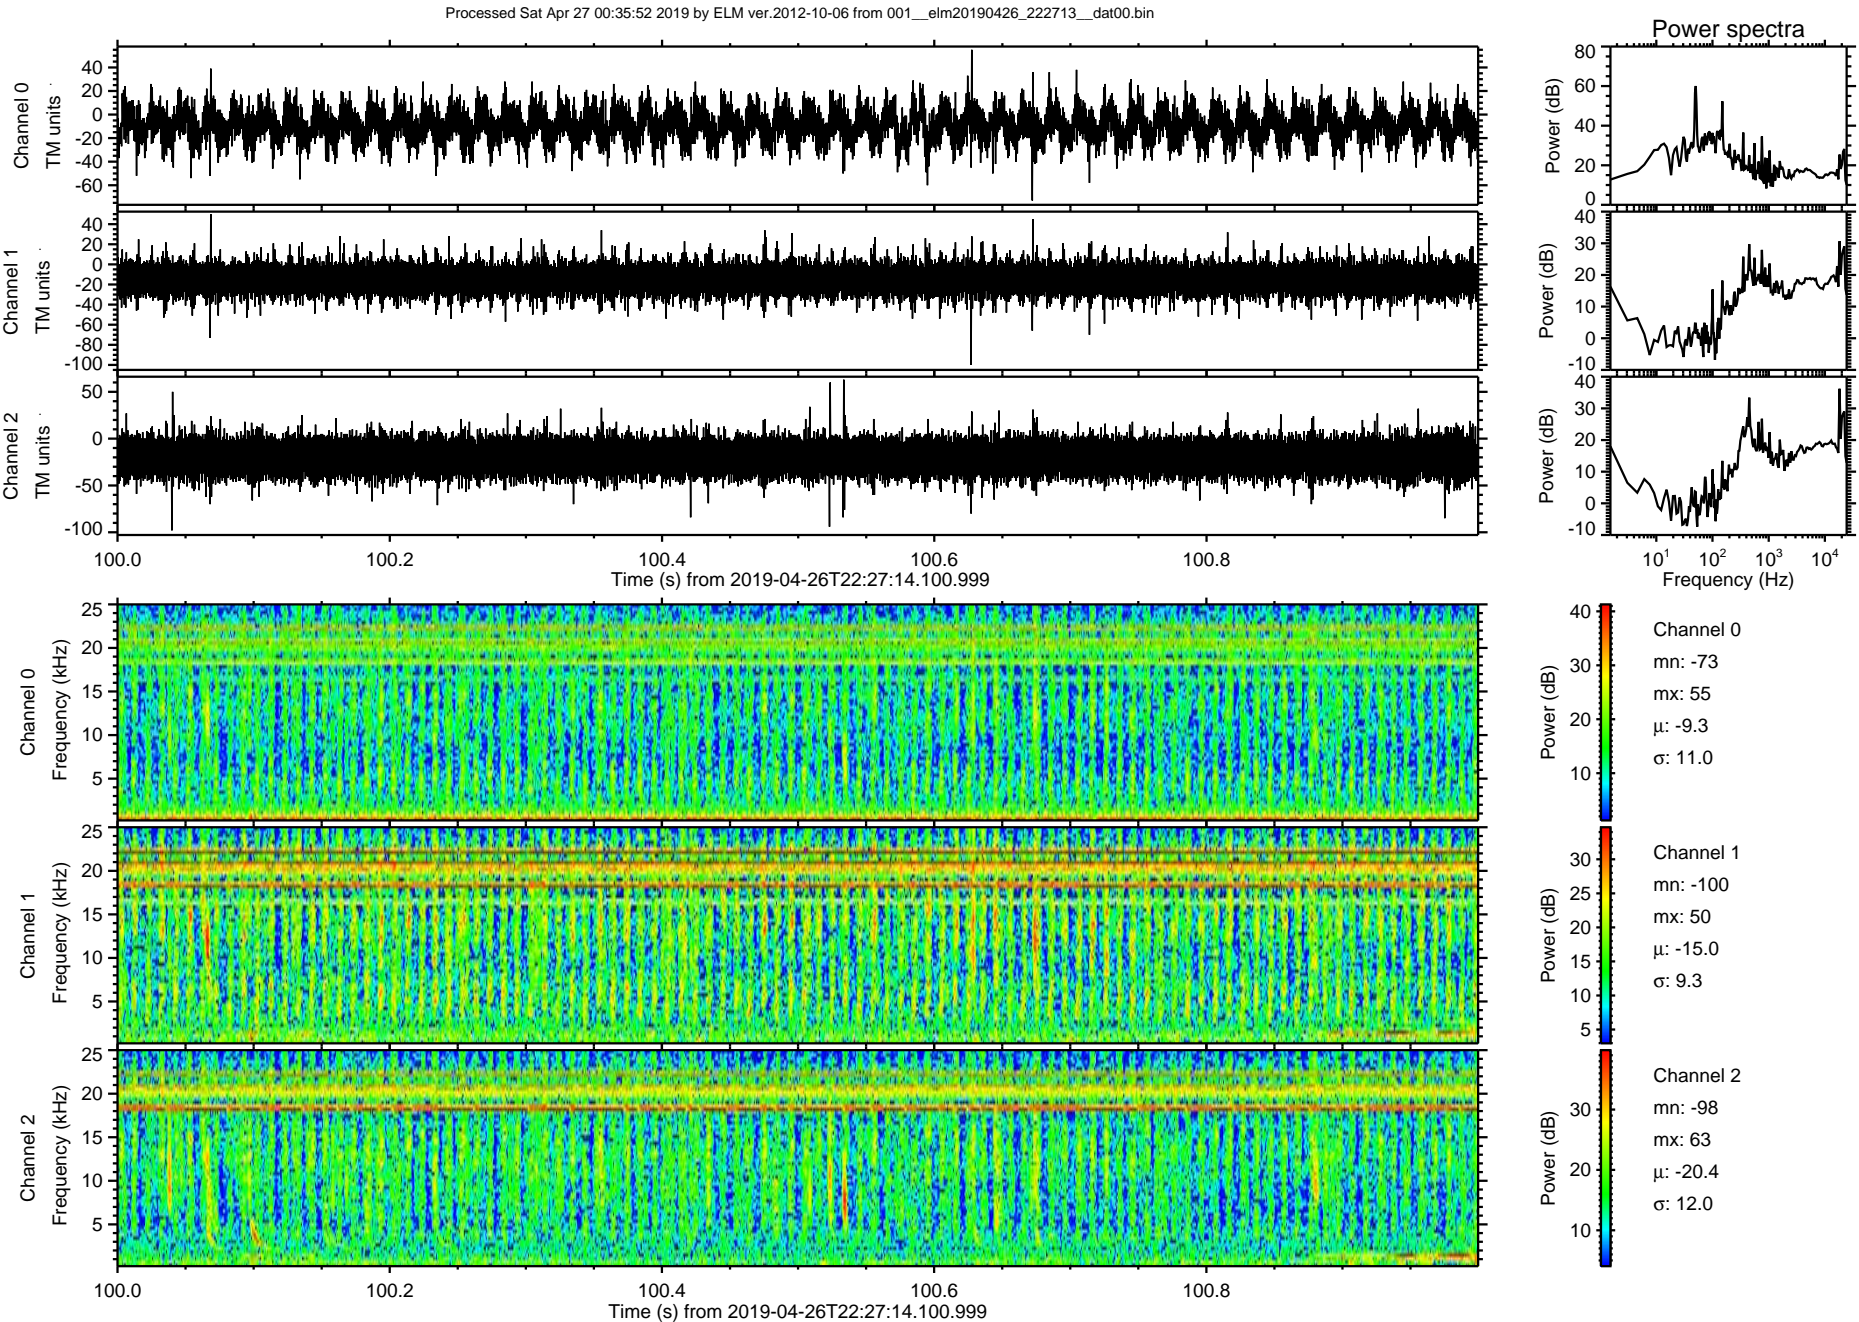 Processed Sat Apr 27 00:35:52 2019 by ELM ver.2012-10-06 from 001__elm20190426_222713__dat00.bin
Power spectra
Channel 0
TM units
40
20
0
-20
-40
-60
Power (dB)
80
60
40
20
0
Channel 1
TM units
40
20
0
-20
-40
-60
-80
-100
Power (dB)
40
30
20
10
0
-10
Channel 2
TM units
50
0
-50
-100
Power (dB)
40
30
20
10
0
-10
100.0 100.2 100.4 100.6 100.8
Time (s) from 2019-04-26T22:27:14.100.999
10¹ 10² 10³ 10⁴
Frequency (Hz)
Channel 0
Frequency (kHz)
25
20
15
10
5
Power (dB)
40
30
20
10
Channel 0
mn: -73
mx: 55
μ: -9.3
σ: 11.0
Channel 1
Frequency (kHz)
25
20
15
10
5
Power (dB)
30
25
20
15
10
5
Channel 1
mn: -100
mx: 50
μ: -15.0
σ: 9.3
Channel 2
Frequency (kHz)
25
20
15
10
5
Power (dB)
30
20
10
Channel 2
mn: -98
mx: 63
μ: -20.4
σ: 12.0
100.0 100.2 100.4 100.6 100.8
Time (s) from 2019-04-26T22:27:14.100.999